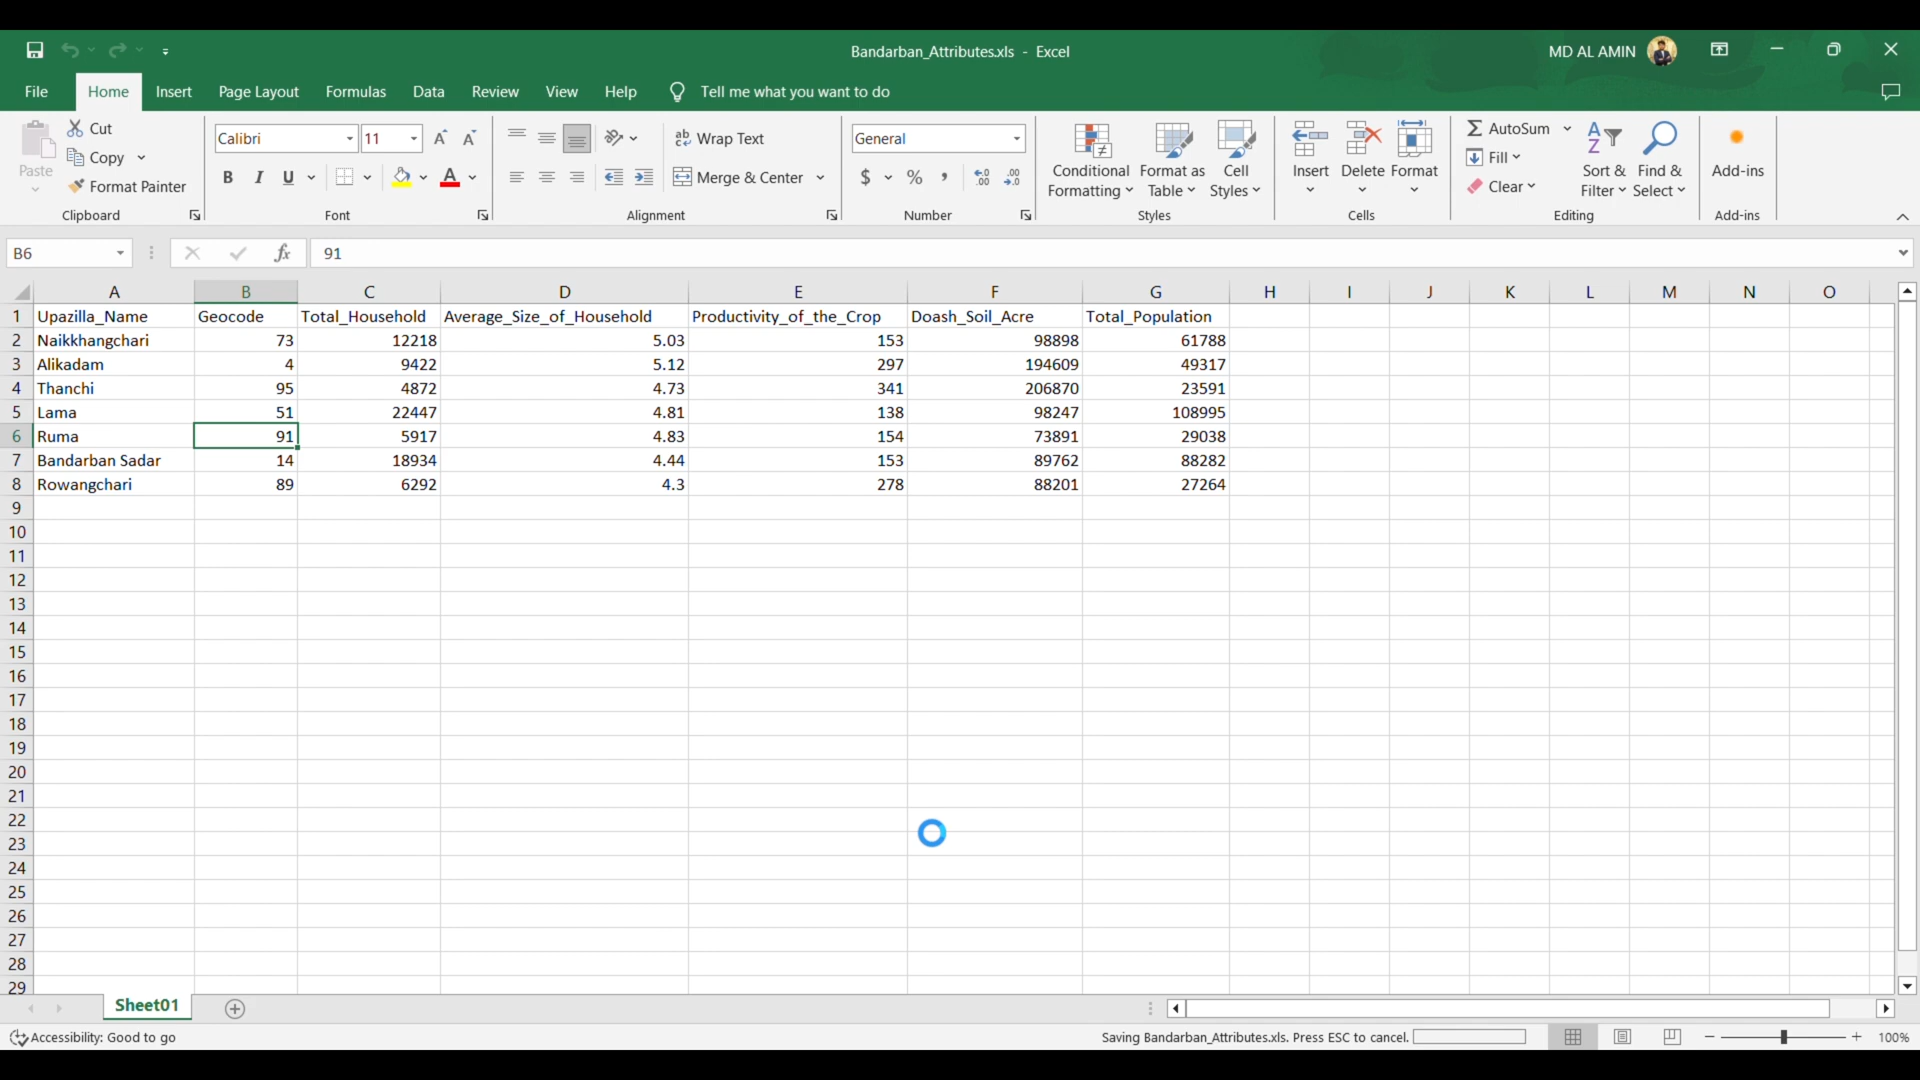 Bandarban_Attributes.xls - Excel
MD AL AMIN
File Home Insert Page Layout Formulas Data Review View Help Tell me what you want to do
Paste
Cut
Copy
Format Painter
Clipboard
Calibri 11
B I U A
Font
ab Wrap Text
Merge & Center
Alignment
General
$ % ,
Number
Conditional Formatting
Format as Table
Cell Styles
Styles
Insert Delete Format
Cells
AutoSum
Fill
Clear
Sort & Filter
Find & Select
Editing
Add-ins
Add-ins
B6 fx 91
A B C D E F G H I J K L M N O
1 Upazilla_Name Geocode Total_Household Average_Size_of_Household Productivity_of_the_Crop Doash_Soil_Acre Total_Population
2 Naikkhangchari 73 12218 5.03 153 98898 61788
3 Alikadam 4 9422 5.12 297 194609 49317
4 Thanchi 95 4872 4.73 341 206870 23591
5 Lama 51 22447 4.81 138 98247 108995
6 Ruma 91 5917 4.83 154 73891 29038
7 Bandarban Sadar 14 18934 4.44 153 89762 88282
8 Rowangchari 89 6292 4.3 278 88201 27264
9
10
11
12
13
14
15
16
17
18
19
20
21
22
23
24
25
26
27
28
29
Sheet01
Accessibility: Good to go
Saving Bandarban_Attributes.xls. Press ESC to cancel.
100%